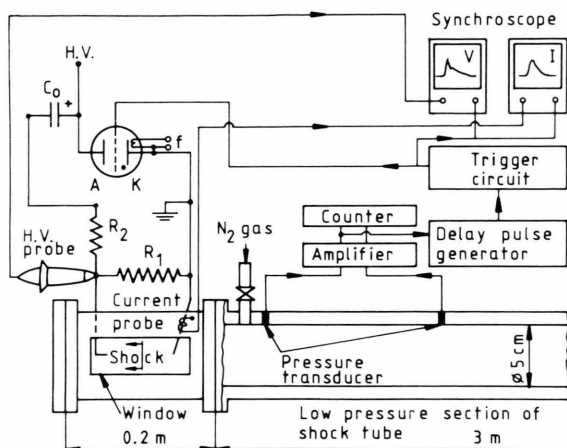 Synchroscope
H.V.
V
I
C₀
+
f
A
K
Trigger
circuit
R₂
N₂ gas
Counter
Amplifier
Delay pulse
generator
H.V.
probe
R₁
Current
probe
Shock
Pressure
transducer
ø5cm
Window
0.2 m
Low pressure section of
shock tube
3 m